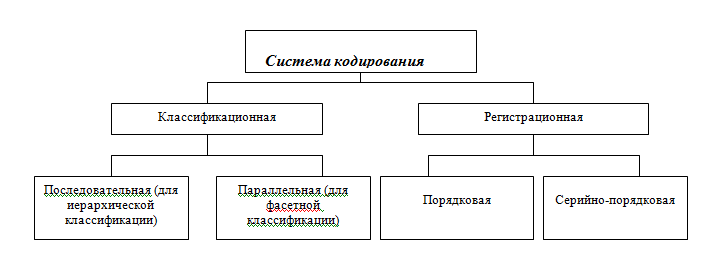 Система кодирования
Классификационная
Регистрационная
Последовательная (для
иерархической
классификации)
Параллельная (для
фасетной
классификации)
Порядковая
Серийно-порядковая